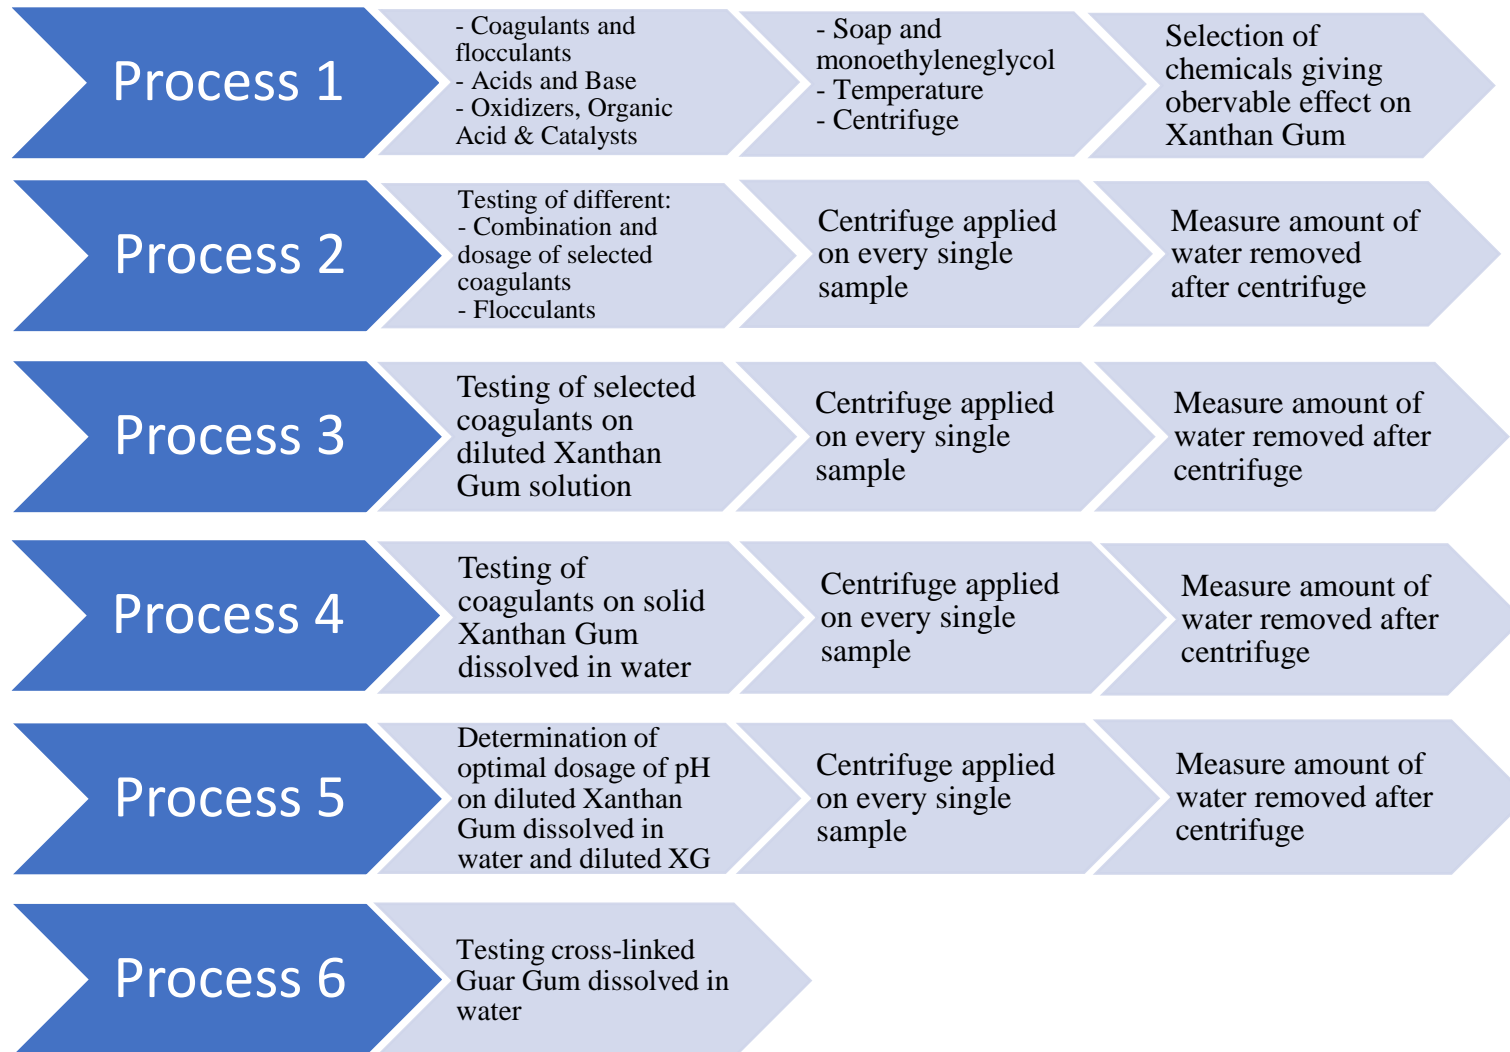 Process 1
- Coagulants and
flocculants
- Acids and Base
- Oxidizers, Organic
Acid & Catalysts
- Soap and
monoethyleneglycol
- Temperature
- Centrifuge
Selection of
chemicals giving
obervable effect on
Xanthan Gum
Process 2
Testing of different:
- Combination and
dosage of selected
coagulants
- Flocculants
Centrifuge applied
on every single
sample
Measure amount of
water removed
after centrifuge
Process 3
Testing of selected
coagulants on
diluted Xanthan
Gum solution
Centrifuge applied
on every single
sample
Measure amount of
water removed after
centrifuge
Process 4
Testing of
coagulants on solid
Xanthan Gum
dissolved in water
Centrifuge applied
on every single
sample
Measure amount of
water removed after
centrifuge
Process 5
Determination of
optimal dosage of pH
on diluted Xanthan
Gum dissolved in
water and diluted XG
Centrifuge applied
on every single
sample
Measure amount of
water removed after
centrifuge
Process 6
Testing cross-linked
Guar Gum dissolved in
water